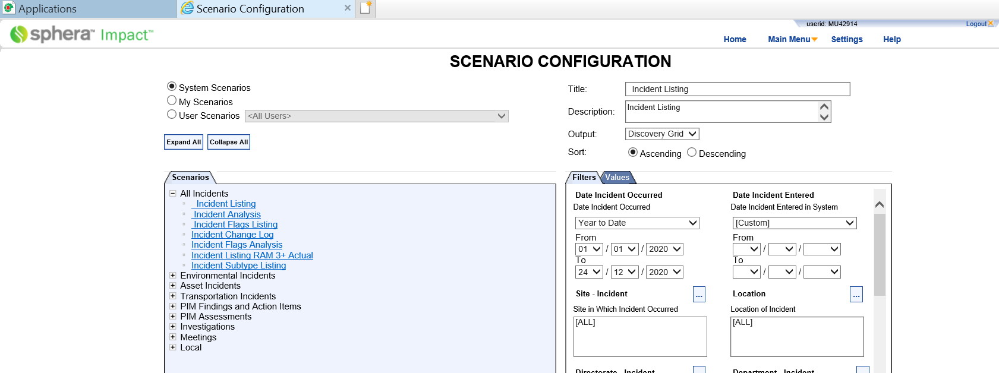 Applications
Scenario Configuration
sphera™ Impact™
userid: MU42914
Logout
Home
Main Menu
Settings
Help
SCENARIO CONFIGURATION
System Scenarios
My Scenarios
User Scenarios
<All Users>
Expand All
Collapse All
Title:
Incident Listing
Description:
Incident Listing
Output:
Discovery Grid
Sort:
Ascending
Descending
Scenarios
All Incidents
Incident Listing
Incident Analysis
Incident Flags Listing
Incident Change Log
Incident Flags Analysis
Incident Listing RAM 3+ Actual
Incident Subtype Listing
Environmental Incidents
Asset Incidents
Transportation Incidents
PIM Findings and Action Items
PIM Assessments
Investigations
Meetings
Local
Filters
Values
Date Incident Occurred
Date Incident Occurred
Year to Date
From
01 / 01 / 2020
To
24 / 12 / 2020
Date Incident Entered
Date Incident Entered in System
[Custom]
From
/ /
To
/ /
Site - Incident
...
Site in Which Incident Occurred
[ALL]
Location
...
Location of Incident
[ALL]
Directorate - Incident
Department - Incident